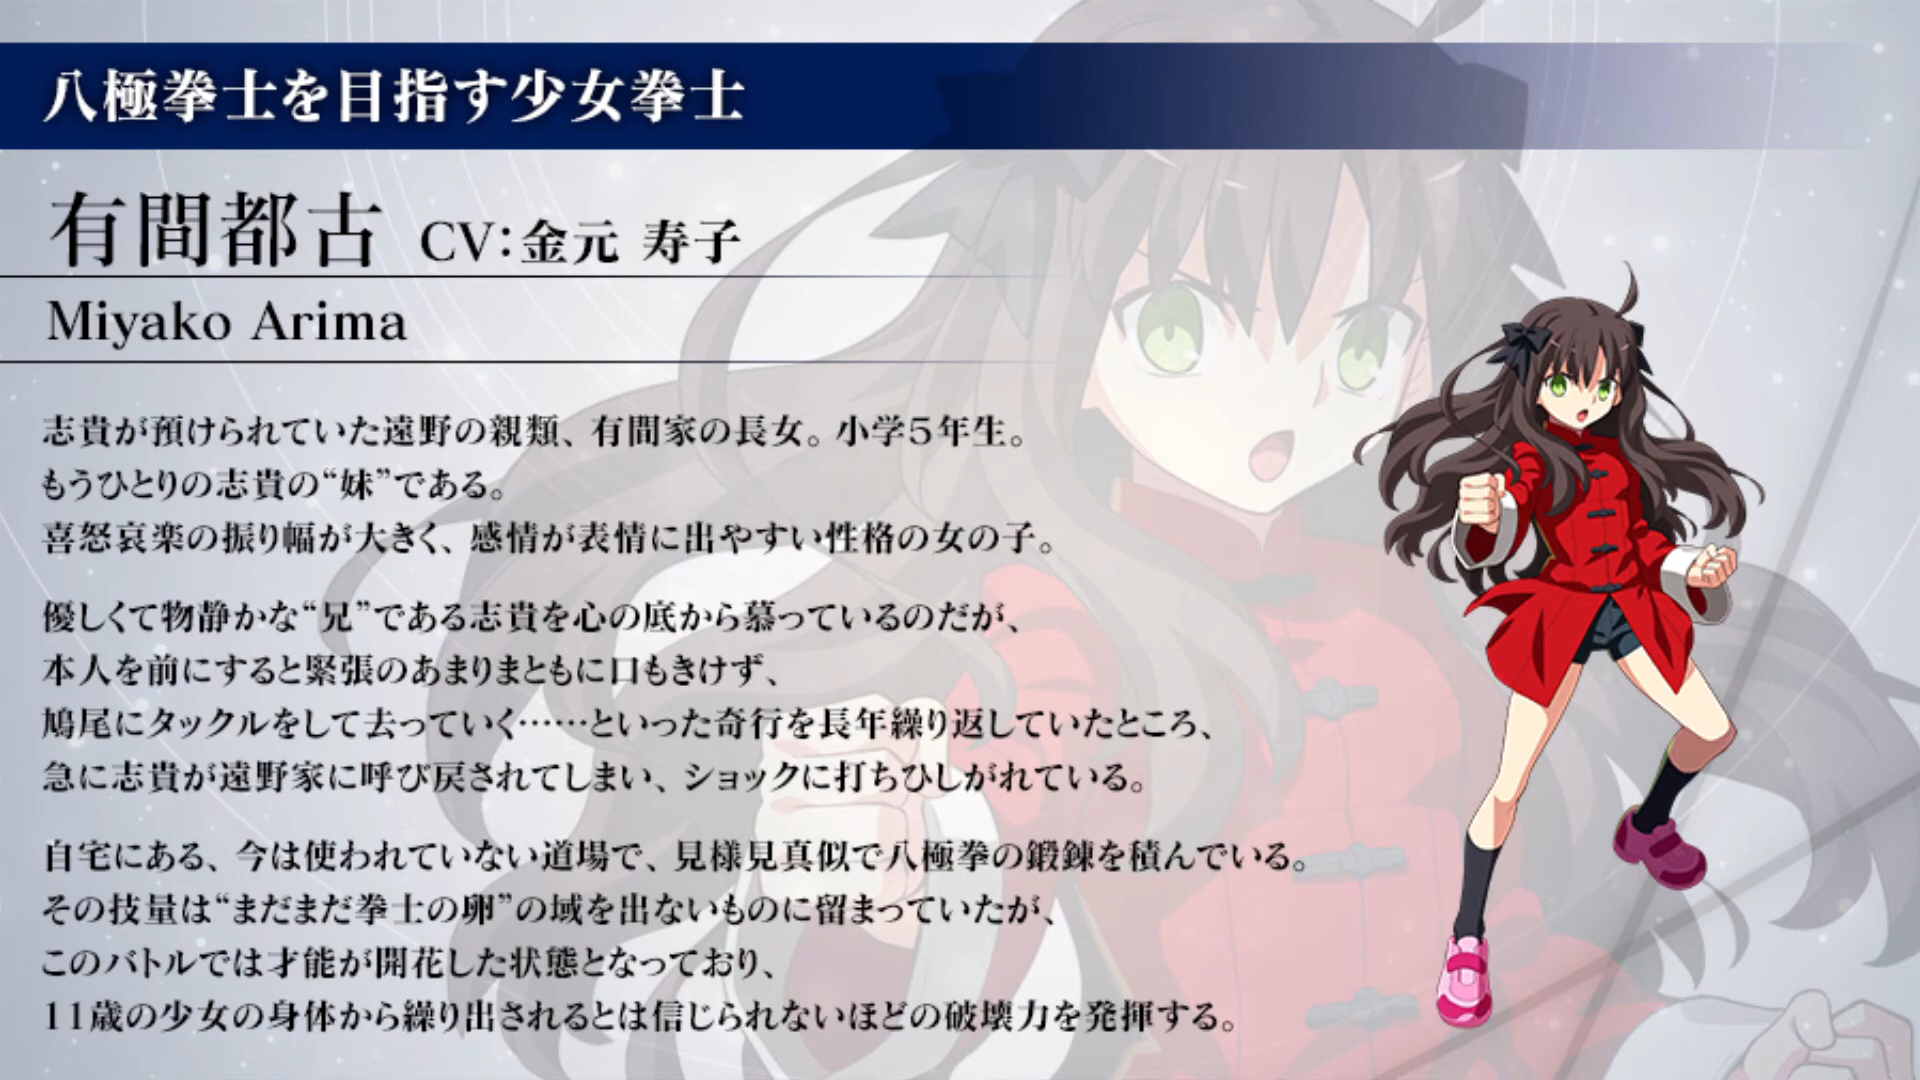 八極拳士を目指す少女拳士
有間都古 CV:金元 寿子
Miyako Arima
志貴が預けられていた遠野の親類、有間家の長女。小学5年生。
もうひとりの志貴の“妹”である。
喜怒哀楽の振り幅が大きく、感情が表情に出やすい性格の女の子。
優しくて物静かな“兄”である志貴を心の底から慕っているのだが、
本人を前にすると緊張のあまりまともに口もきけず、
鳩尾にタックルをして去っていく……といった奇行を長年繰り返していたところ、
急に志貴が遠野家に呼び戻されてしまい、ショックに打ちひしがれている。
自宅にある、今は使われていない道場で、見様見真似で八極拳の鍛錬を積んでいる。
その技量は“まだまだ拳士の卵”の域を出ないものに留まっていたが、
このバトルでは才能が開花した状態となっており、
11歳の少女の身体から繰り出されるとは信じられないほどの破壊力を発揮する。